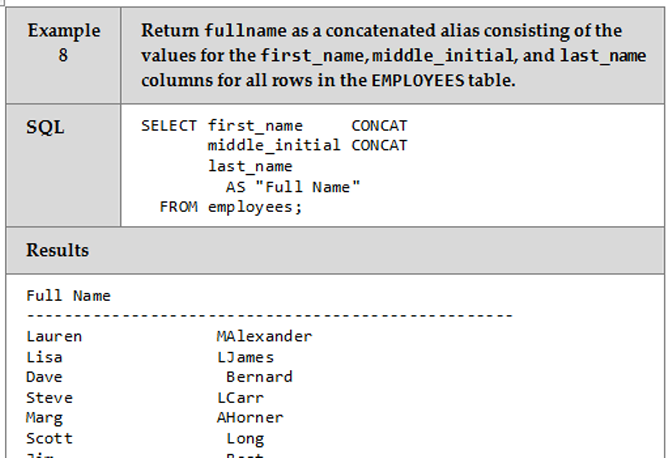 Example
8
Return fullname as a concatenated alias consisting of the
values for the first_name, middle_initial, and last_name
columns for all rows in the EMPLOYEES table.
SQL
SELECT first_name     CONCAT
       middle_initial CONCAT
       last_name
         AS "Full Name"
  FROM employees;
Results
Full Name
---------------------------------------------------
Lauren              MAlexander
Lisa                LJames
Dave                 Bernard
Steve               LCarr
Marg                AHorner
Scott                Long